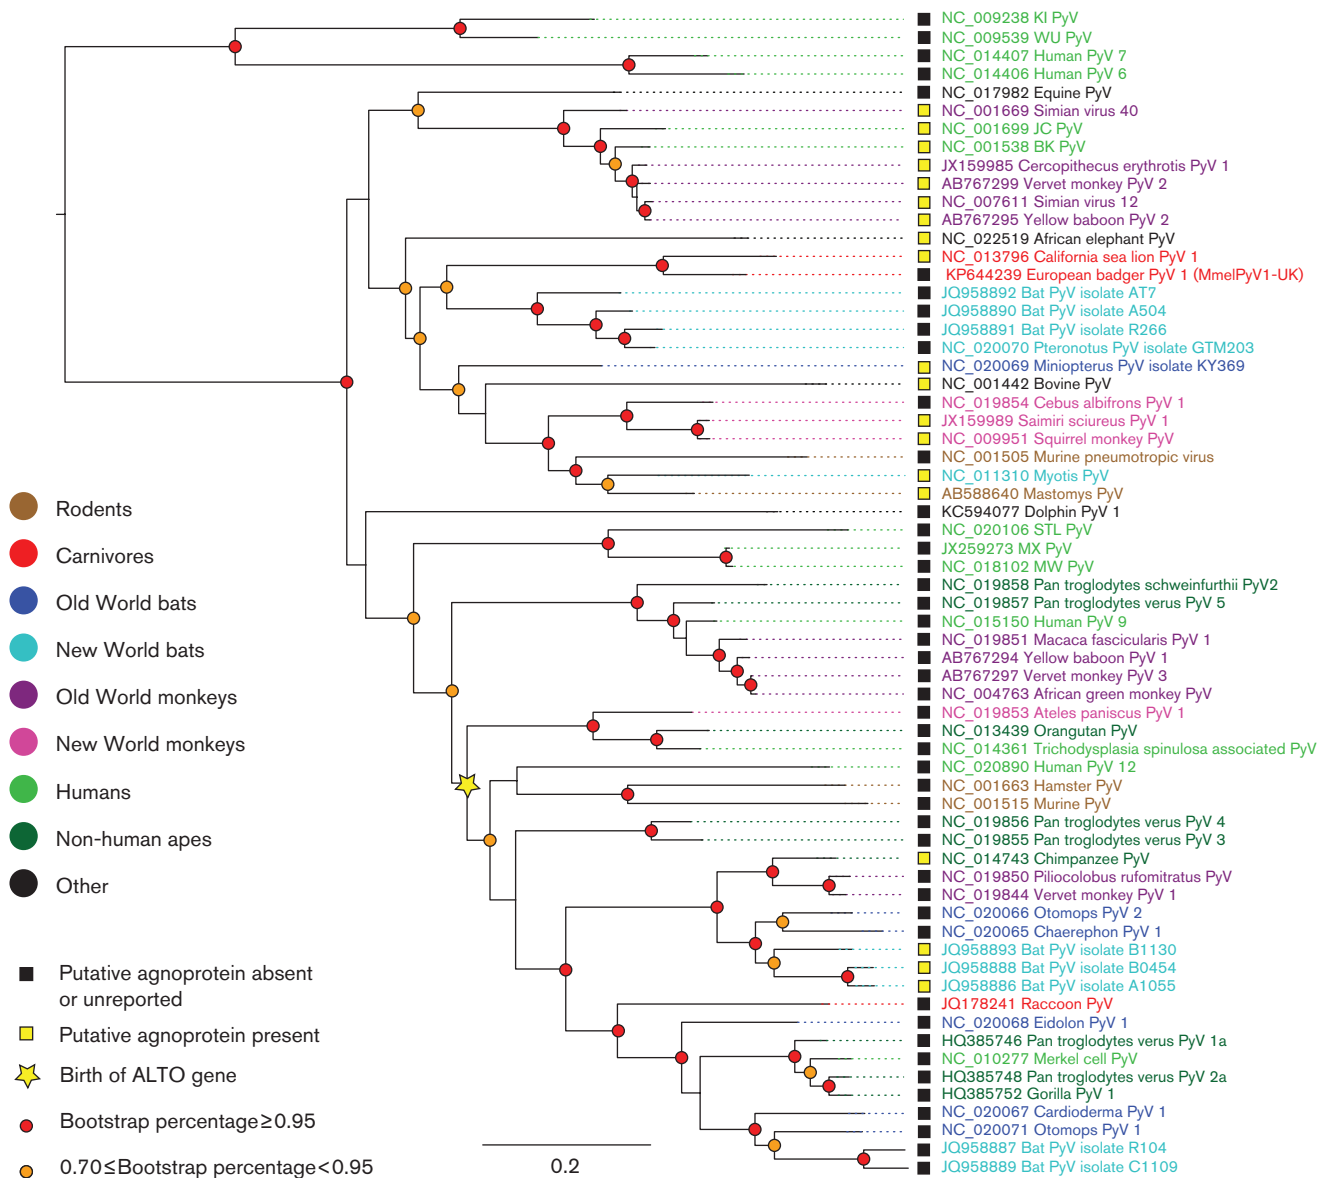 NC_009238 KI PyV
NC_009539 WU PyV
NC_014407 Human PyV 7
NC_014406 Human PyV 6
NC_017982 Equine PyV
NC_001669 Simian virus 40
NC_001699 JC PyV
NC_001538 BK PyV
JX159985 Cercopithecus erythrotis PyV 1
AB767299 Vervet monkey PyV 2
NC_007611 Simian virus 12
AB767295 Yellow baboon PyV 2
NC_022519 African elephant PyV
NC_013796 California sea lion PyV 1
KP644239 European badger PyV 1 (MmelPyV1-UK)
JQ958892 Bat PyV isolate AT7
JQ958890 Bat PyV isolate A504
JQ958891 Bat PyV isolate R266
NC_020070 Pteronotus PyV isolate GTM203
NC_020069 Miniopterus PyV isolate KY369
NC_001442 Bovine PyV
NC_019854 Cebus albifrons PyV 1
JX159989 Saimiri sciureus PyV 1
NC_009951 Squirrel monkey PyV
NC_001505 Murine pneumotropic virus
NC_011310 Myotis PyV
AB588640 Mastomys PyV
KC594077 Dolphin PyV 1
NC_020106 STL PyV
JX259273 MX PyV
NC_018102 MW PyV
NC_019858 Pan troglodytes schweinfurthii PyV2
NC_019857 Pan troglodytes verus PyV 5
NC_015150 Human PyV 9
NC_019851 Macaca fascicularis PyV 1
AB767294 Yellow baboon PyV 1
AB767297 Vervet monkey PyV 3
NC_004763 African green monkey PyV
NC_019853 Ateles paniscus PyV 1
NC_013439 Orangutan PyV
NC_014361 Trichodysplasia spinulosa associated PyV
NC_020890 Human PyV 12
NC_001663 Hamster PyV
NC_001515 Murine PyV
NC_019856 Pan troglodytes verus PyV 4
NC_019855 Pan troglodytes verus PyV 3
NC_014743 Chimpanzee PyV
NC_019850 Piliocolobus rufomitratus PyV
NC_019844 Vervet monkey PyV 1
NC_020066 Otomops PyV 2
NC_020065 Chaerephon PyV 1
JQ958893 Bat PyV isolate B1130
JQ958888 Bat PyV isolate B0454
JQ958886 Bat PyV isolate A1055
JQ178241 Raccoon PyV
NC_020068 Eidolon PyV 1
HQ385746 Pan troglodytes verus PyV 1a
NC_010277 Merkel cell PyV
HQ385748 Pan troglodytes verus PyV 2a
HQ385752 Gorilla PyV 1
NC_020067 Cardioderma PyV 1
NC_020071 Otomops PyV 1
JQ958887 Bat PyV isolate R104
JQ958889 Bat PyV isolate C1109
Rodents
Carnivores
Old World bats
New World bats
Old World monkeys
New World monkeys
Humans
Non-human apes
Other
Putative agnoprotein absent
or unreported
Putative agnoprotein present
Birth of ALTO gene
Bootstrap percentage≥0.95
0.70≤Bootstrap percentage<0.95
0.2